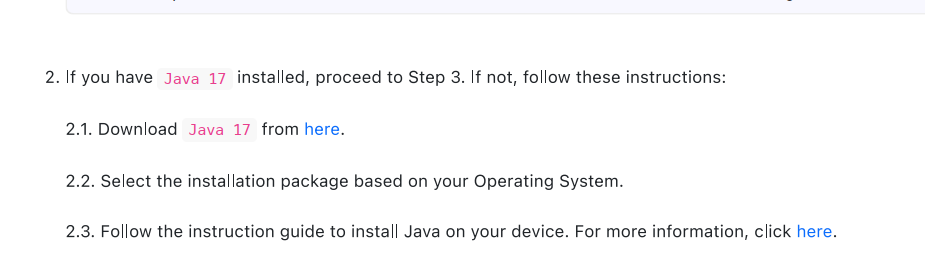 2. If you have Java 17 installed, proceed to Step 3. If not, follow these instructions:
2.1. Download Java 17 from here.
2.2. Select the installation package based on your Operating System.
2.3. Follow the instruction guide to install Java on your device. For more information, click here.